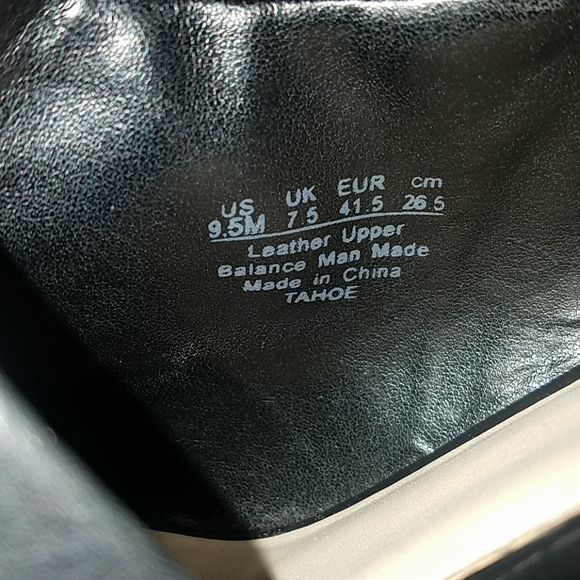 US UK EUR cm
9.5M 7.5 41.5 26.5
Leather Upper
Balance Man Made
Made in China
TAHOE